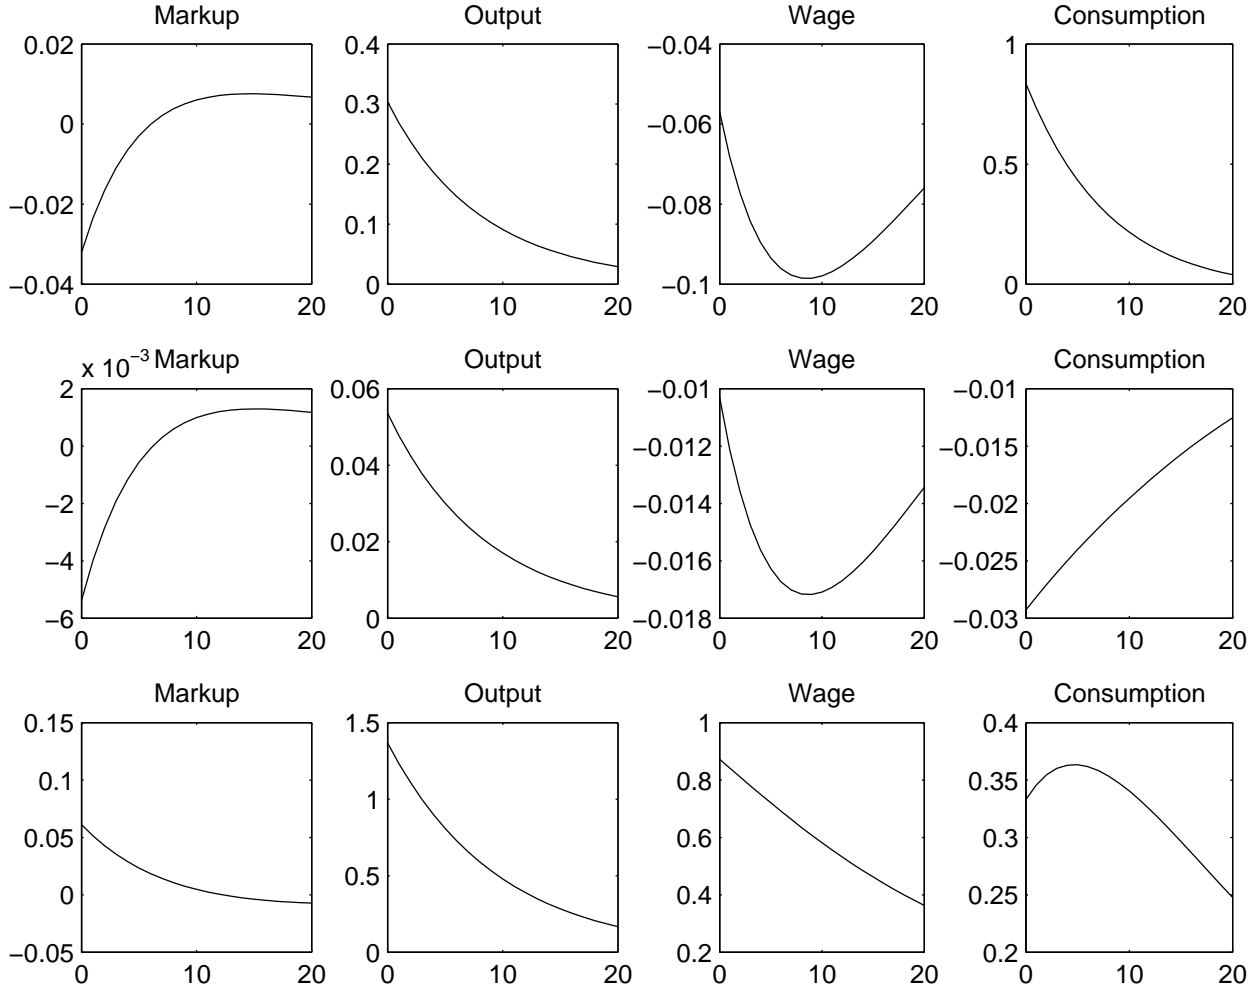 Markup Output Wage Consumption
0.02 0.4 −0.04 1
0.3
0 −0.06
0.2 0.5
−0.02 −0.08
0.1
−0.04 0 −0.1 0
0 10 20 0 10 20 0 10 20 0 10 20
x 10−3 Markup Output Wage Consumption
2 0.06 −0.01 −0.01
0 −0.012 −0.015
0.04
−2 −0.014 −0.02
0.02
−4 −0.016 −0.025
−6 0 −0.018 −0.03
0 10 20 0 10 20 0 10 20 0 10 20
Markup Output Wage Consumption
0.15 1.5 1 0.4
0.1 0.8 0.35
1
0.05 0.6 0.3
0.5
0 0.4 0.25
−0.05 0 0.2 0.2
0 10 20 0 10 20 0 10 20 0 10 20